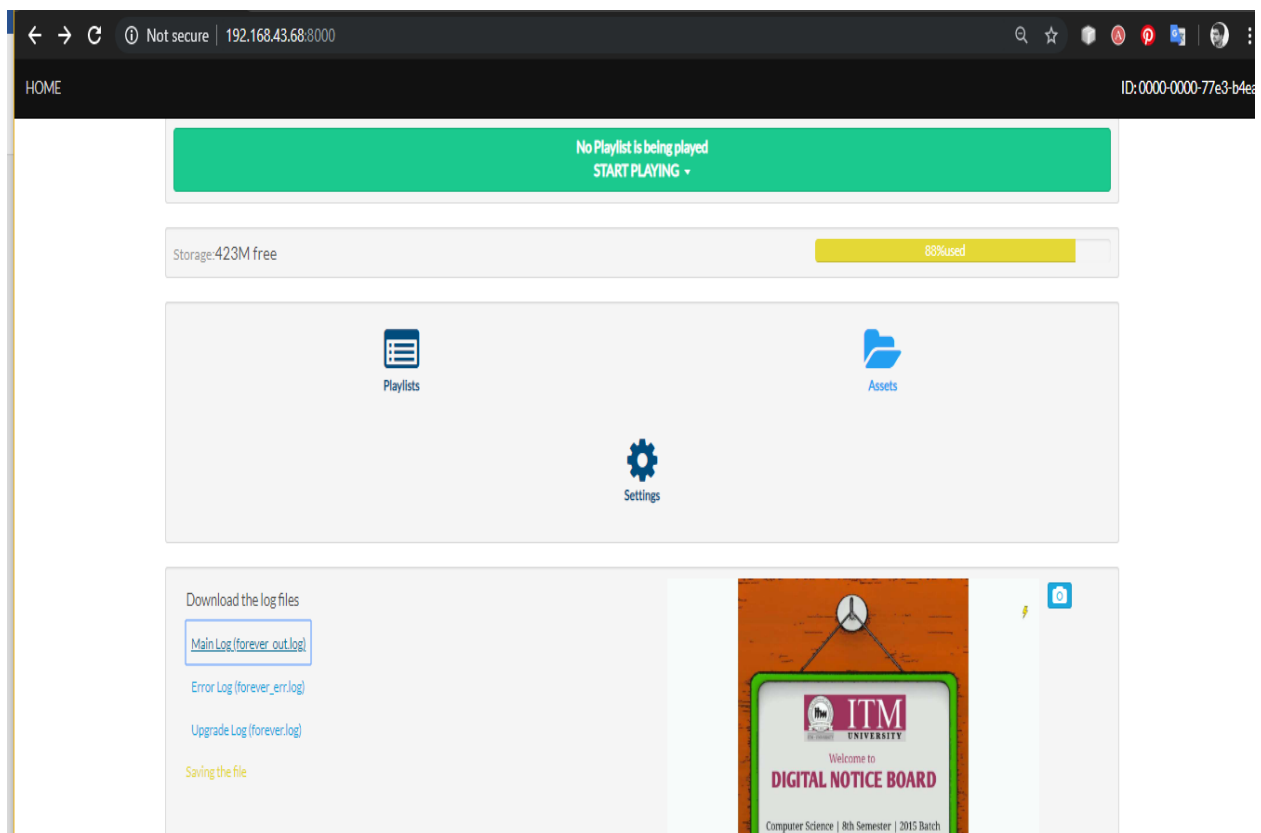 Not secure | 192.168.43.68:8000
HOME
ID: 0000-0000-77e3-b4ea
No Playlist is being played
START PLAYING
Storage:423M free
88%used
Playlists
Assets
Settings
Download the log files
Main Log (forever_out.log)
Error Log (forever_err.log)
Upgrade Log (forever.log)
Saving the file
ITM
UNIVERSITY
Welcome to
DIGITAL NOTICE BOARD
Computer Science | 8th Semester | 2015 Batch